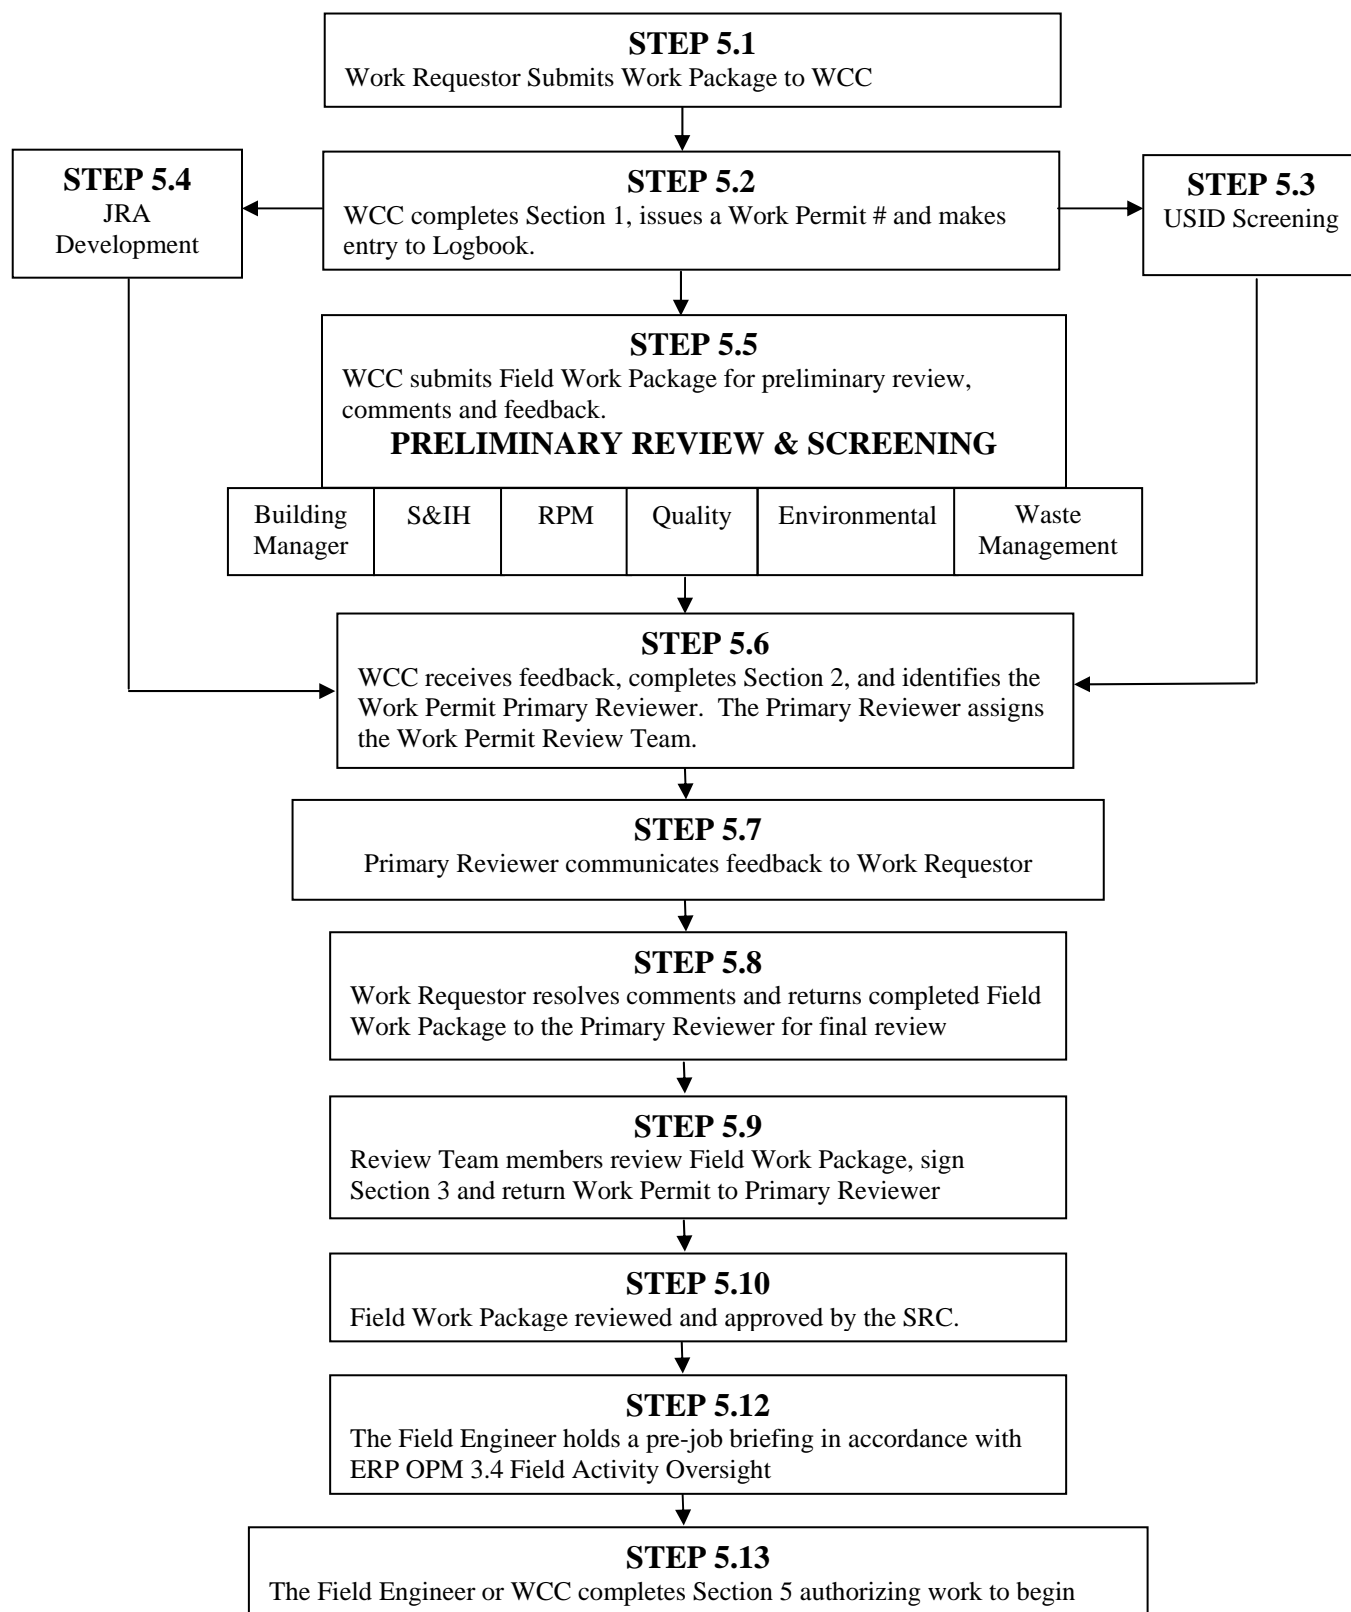 STEP 5.1
Work Requestor Submits Work Package to WCC
STEP 5.4
JRA
Development
STEP 5.2
WCC completes Section 1, issues a Work Permit # and makes
entry to Logbook.
STEP 5.3
USID Screening
STEP 5.5
WCC submits Field Work Package for preliminary review,
comments and feedback.
PRELIMINARY REVIEW & SCREENING
Building
Manager
S&IH
RPM
Quality
Environmental
Waste
Management
STEP 5.6
WCC receives feedback, completes Section 2, and identifies the
Work Permit Primary Reviewer.  The Primary Reviewer assigns
the Work Permit Review Team.
STEP 5.7
Primary Reviewer communicates feedback to Work Requestor
STEP 5.8
Work Requestor resolves comments and returns completed Field
Work Package to the Primary Reviewer for final review
STEP 5.9
Review Team members review Field Work Package, sign
Section 3 and return Work Permit to Primary Reviewer
STEP 5.10
Field Work Package reviewed and approved by the SRC.
STEP 5.12
The Field Engineer holds a pre-job briefing in accordance with
ERP OPM 3.4 Field Activity Oversight
STEP 5.13
The Field Engineer or WCC completes Section 5 authorizing work to begin